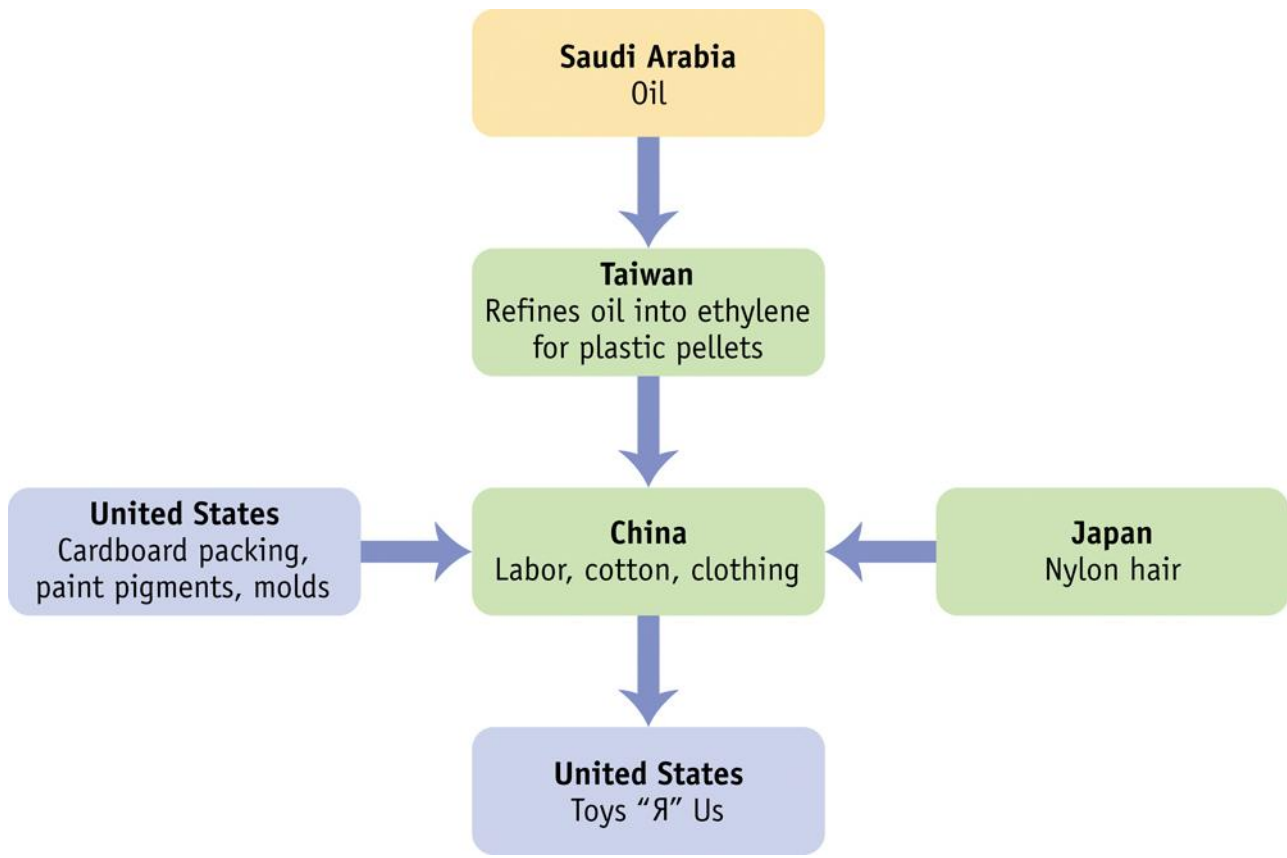 Saudi Arabia
Oil
Taiwan
Refines oil into ethylene
for plastic pellets
United States
Cardboard packing,
paint pigments, molds
China
Labor, cotton, clothing
Japan
Nylon hair
United States
Toys “Я” Us